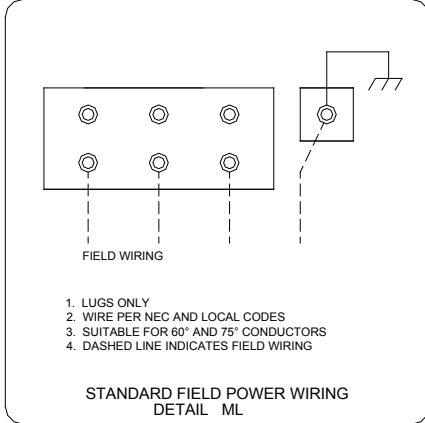 FIELD WIRING
1. LUGS ONLY
2. WIRE PER NEC AND LOCAL CODES
3. SUITABLE FOR 60° AND 75° CONDUCTORS
4. DASHED LINE INDICATES FIELD WIRING
STANDARD FIELD POWER WIRING
DETAIL ML